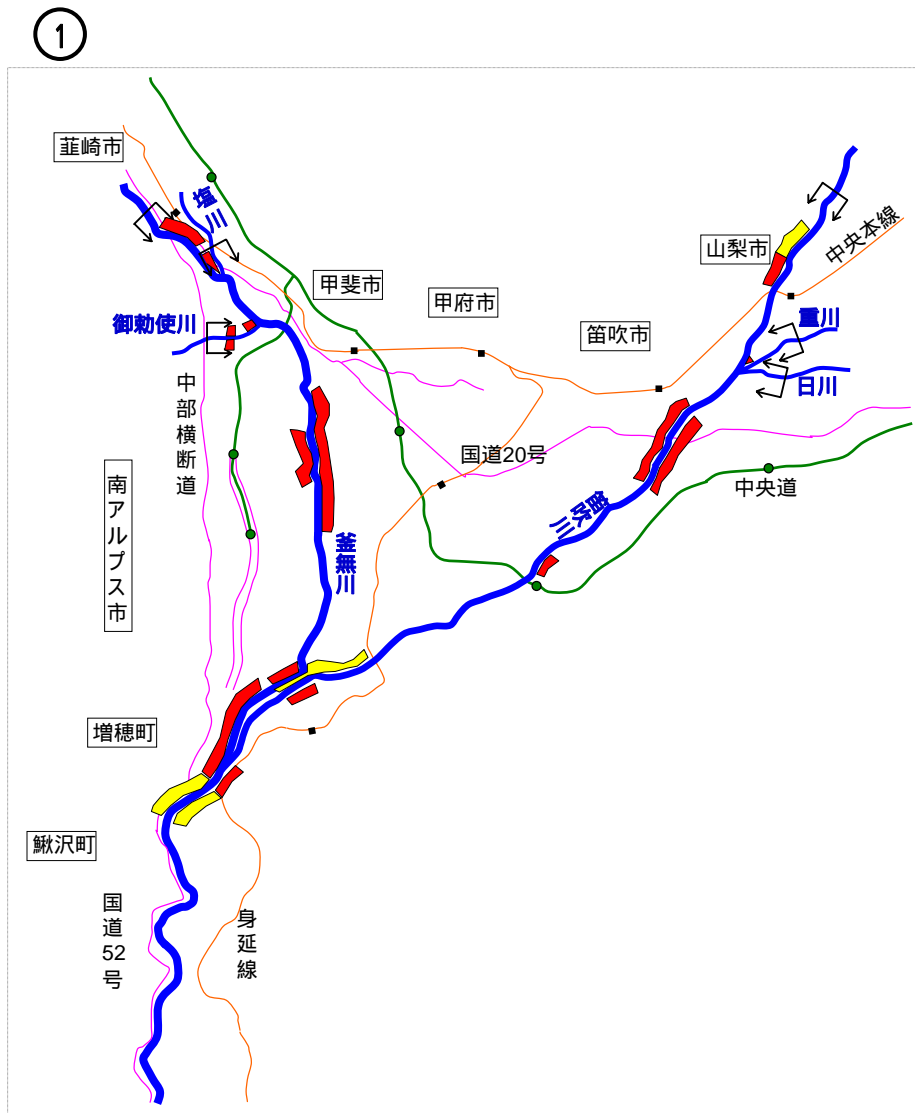 1
韮崎市
塩川
山梨市
中央本線
甲斐市
甲府市
御勅使川
笛吹市
重川
日川
中部横断道
国道20号
中央道
南アルプス市
笛吹川
釜無川
増穂町
鰍沢町
国道52号
身延線